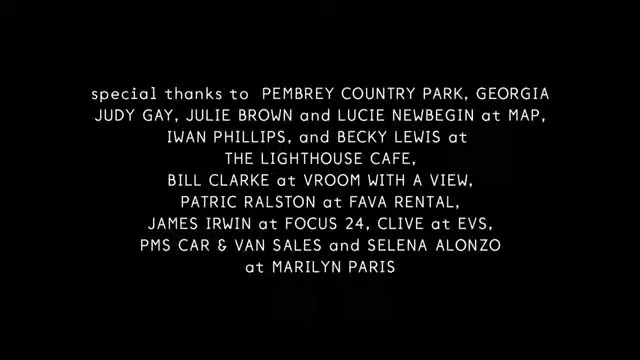 special thanks to PEMBREY COUNTRY PARK, GEORGIA
JUDY GAY, JULIE BROWN and LUCIE NEWBEGIN at MAP,
IWAN PHILLIPS, and BECKY LEWIS at
THE LIGHTHOUSE CAFE,
BILL CLARKE at VROOM WITH A VIEW,
PATRIC RALSTON at FAVA RENTAL,
JAMES IRWIN at FOCUS 24, CLIVE at EVS,
PMS CAR & VAN SALES and SELENA ALONZO
at MARILYN PARIS